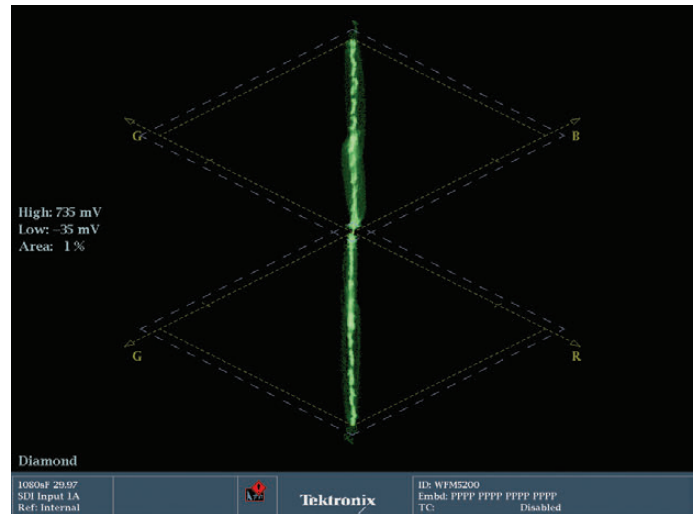 G
B
High: 735 mV
Low: −35 mV
Area: 1 %
G
R
Diamond
1080sF 29.97
SDI Input 1A
Ref: Internal
Tektronix
ID: WFM5200
Embd: PPPP PPPP PPPP PPPP
TC: Disabled